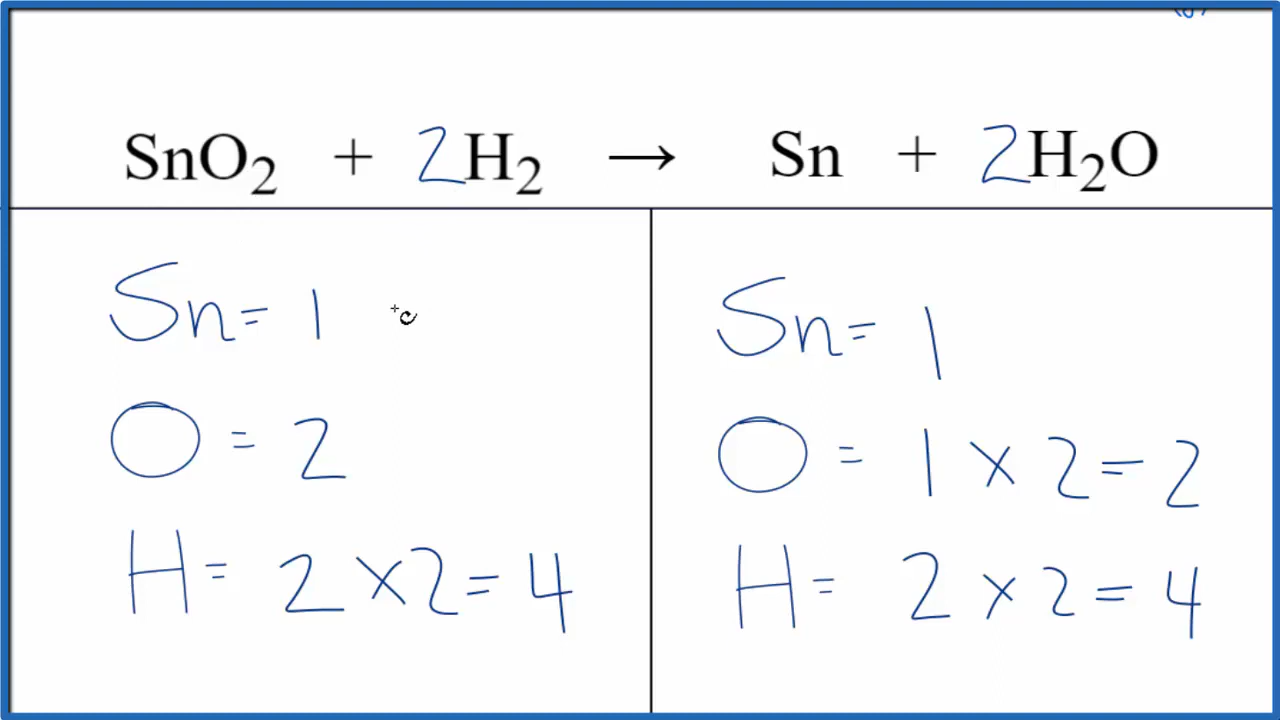 SnO₂ + 2H₂ → Sn + 2H₂O
Sn = 1
O = 2
H = 2 x 2 = 4
Sn = 1
O = 1 x 2 = 2
H = 2 x 2 = 4